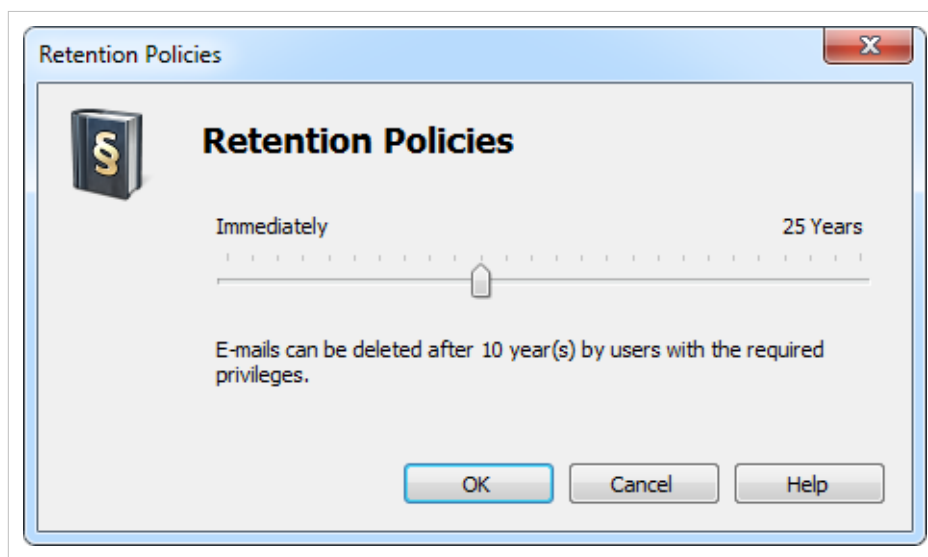 Retention Policies
§
Retention Policies
Immediately 25 Years
E-mails can be deleted after 10 year(s) by users with the required
privileges.
OK Cancel Help